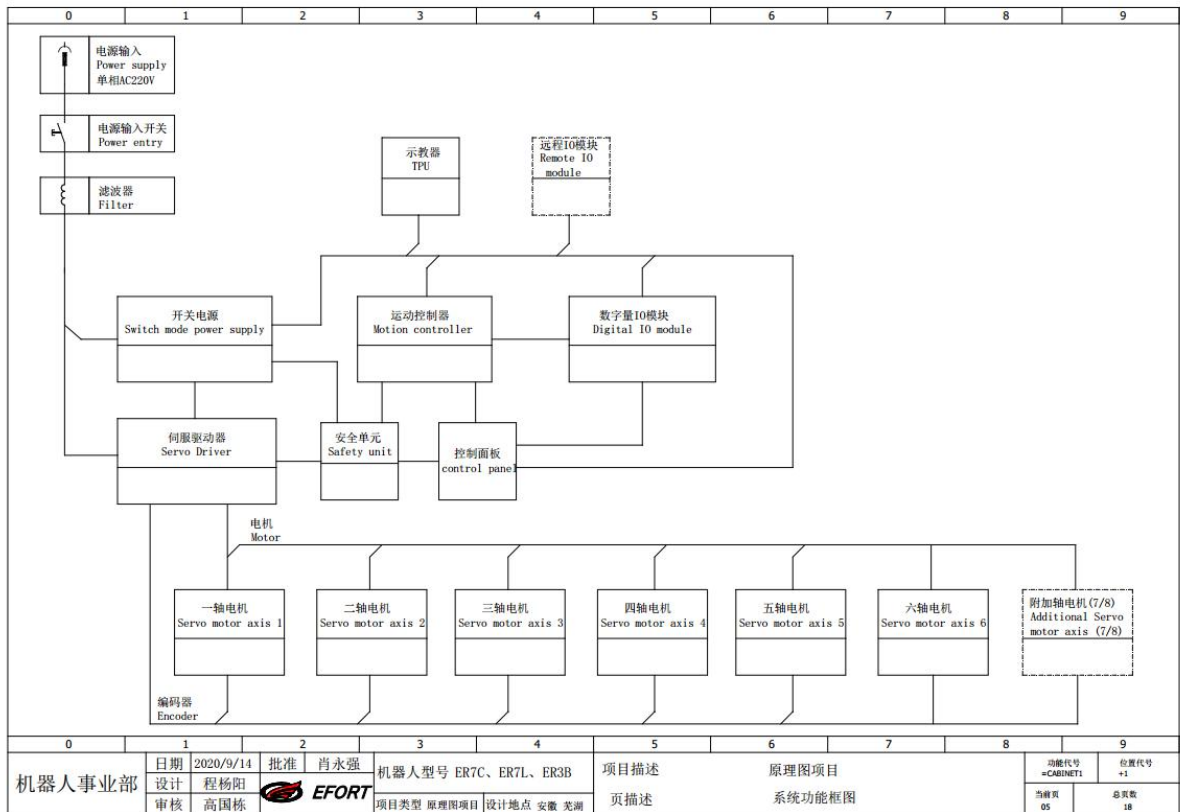 0 1 2 3 4 5 6 7 8 9
电源输入
Power supply
单相AC220V
电源输入开关
Power entry
滤波器
Filter
示教器
TPU
远程IO模块
Remote IO
module
开关电源
Switch mode power supply
运动控制器
Motion controller
数字量IO模块
Digital IO module
伺服驱动器
Servo Driver
安全单元
Safety unit
控制面板
control panel
电机
Motor
一轴电机
Servo motor axis 1
二轴电机
Servo motor axis 2
三轴电机
Servo motor axis 3
四轴电机
Servo motor axis 4
五轴电机
Servo motor axis 5
六轴电机
Servo motor axis 6
附加轴电机(7/8)
Additional Servo
motor axis (7/8)
编码器
Encoder
0 1 2 3 4 5 6 7 8 9
机器人事业部
日期 2020/9/14 批准 肖永强
设计 程杨阳
审核 高国栋
EFORT
机器人型号 ER7C、ER7L、ER3B
项目类型 原理图项目 设计地点 安徽 芜湖
项目描述 原理图项目
页描述 系统功能框图
功能代号 位置代号
=CABINET1 +1
当前页 总页数
05 18